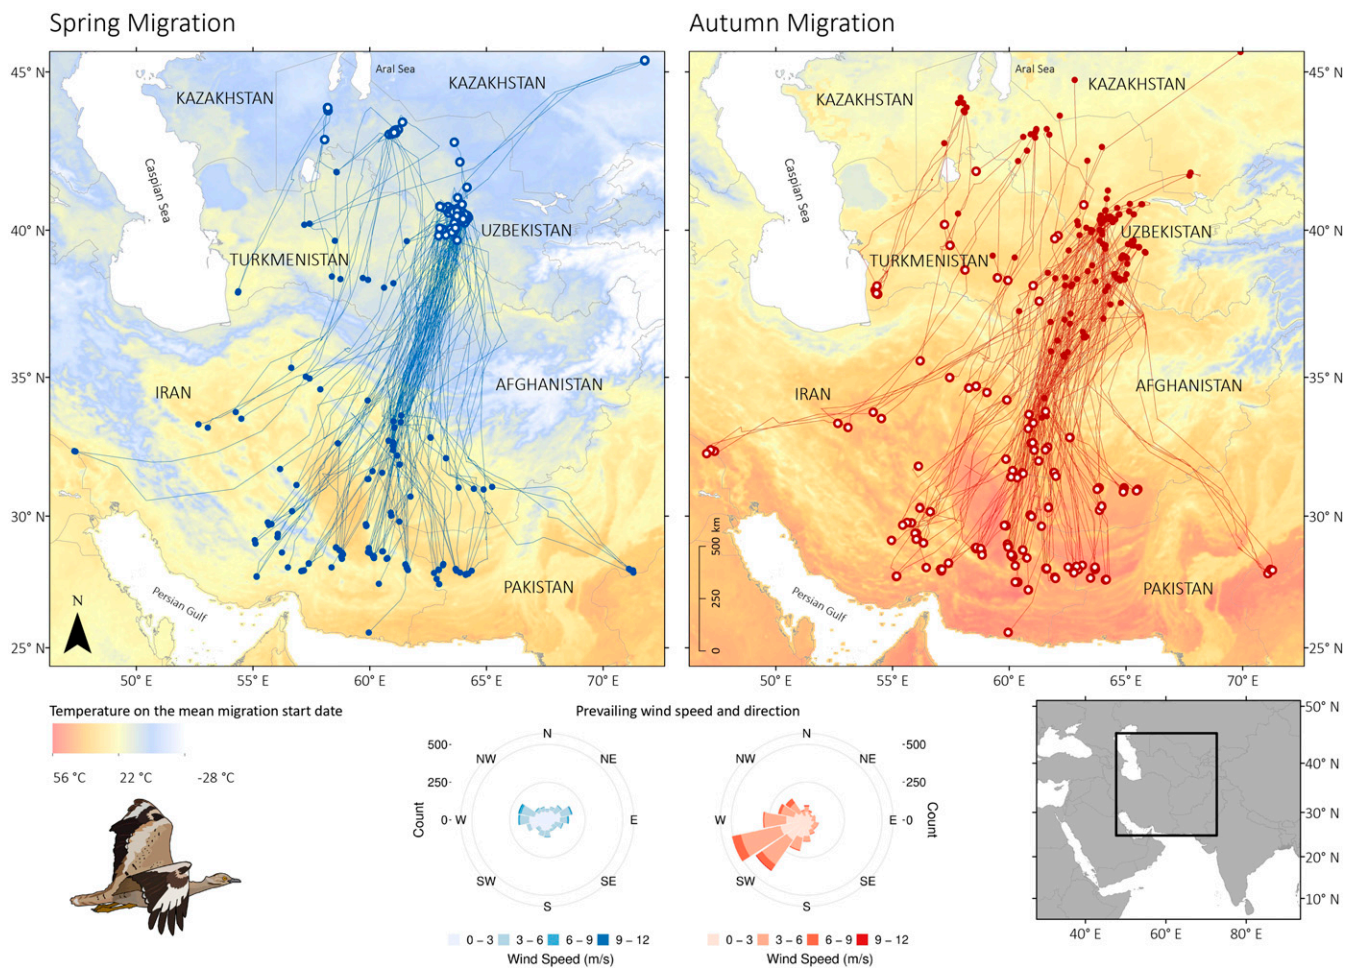 Spring Migration
Autumn Migration
45° N
40° N
35° N
30° N
25° N
Aral Sea
KAZAKHSTAN
KAZAKHSTAN
Caspian Sea
UZBEKISTAN
TURKMENISTAN
IRAN
AFGHANISTAN
PAKISTAN
Persian Gulf
N
50° E
55° E
60° E
65° E
70° E
Aral Sea
KAZAKHSTAN
KAZAKHSTAN
Caspian Sea
UZBEKISTAN
TURKMENISTAN
IRAN
AFGHANISTAN
PAKISTAN
Persian Gulf
500 km
250
0
45° N
40° N
35° N
30° N
25° N
50° E
55° E
60° E
65° E
70° E
Temperature on the mean migration start date
56 °C
22 °C
-28 °C
Prevailing wind speed and direction
500-
250
0-
Count
N
NE
E
SE
S
SW
W
NW
0 – 3
3 – 6
6 – 9
9 – 12
Wind Speed (m/s)
N
NE
E
SE
S
SW
W
NW
-500
-250
-0
Count
0 – 3
3 – 6
6 – 9
9 – 12
Wind Speed (m/s)
50° N
40° N
30° N
20° N
10° N
40° E
60° E
80° E